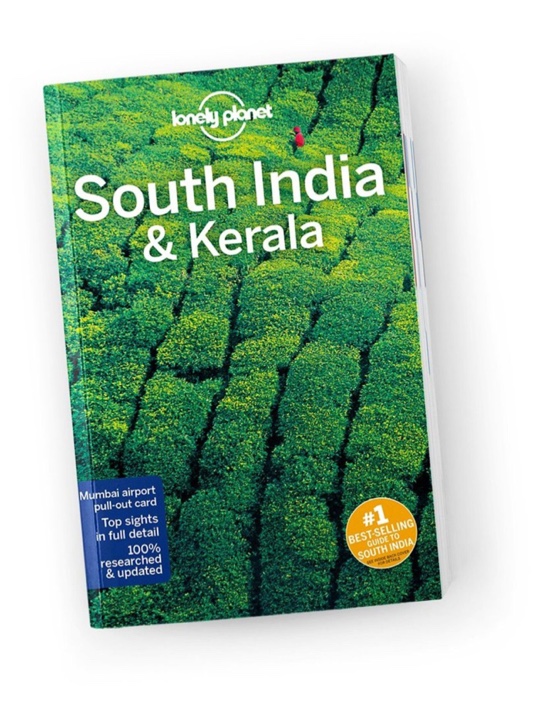 lonely planet
South India
& Kerala
Mumbai airport
pull-out card
Top sights
in full detail
100%
researched
& updated
#1
BEST-SELLING
GUIDE TO
SOUTH INDIA